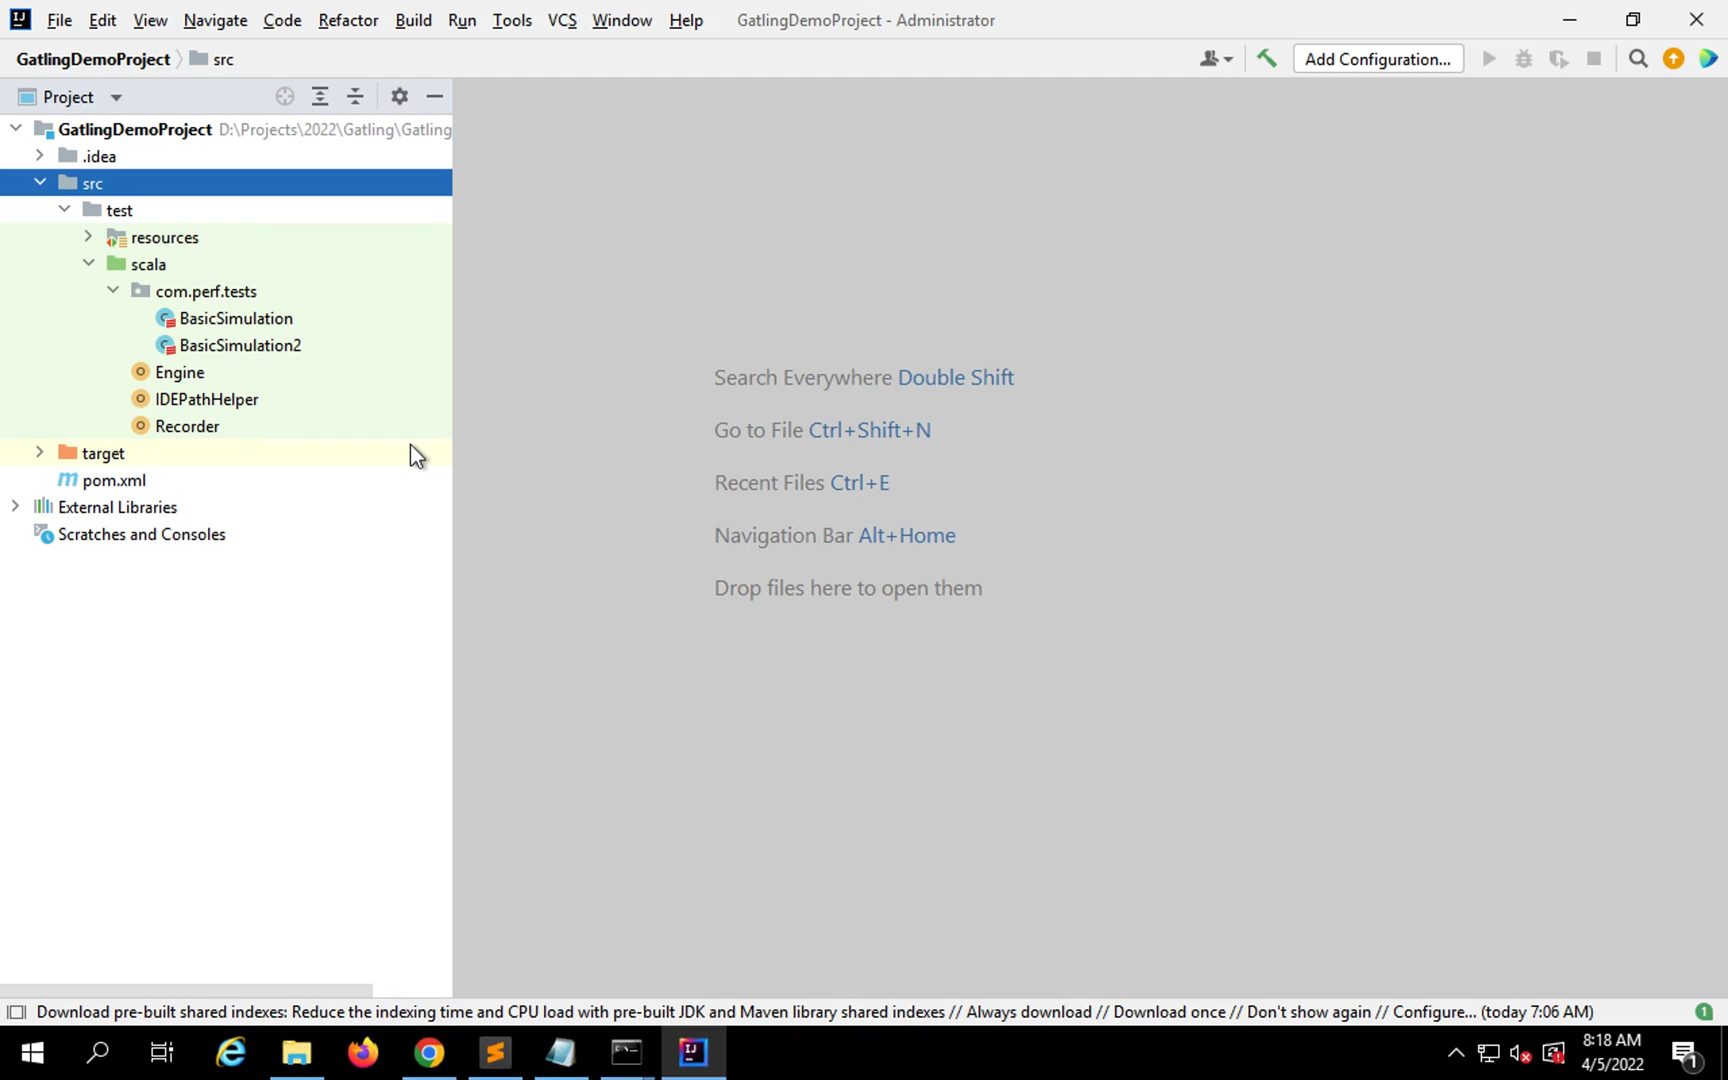 File Edit View Navigate Code Refactor Build Run Tools VCS Window Help GatlingDemoProject - Administrator
GatlingDemoProject src Add Configuration...
Project
GatlingDemoProject D:\Projects\2022\Gatling\Gatling
.idea
src
test
resources
scala
com.perf.tests
BasicSimulation
BasicSimulation2
Engine
IDEPathHelper
Recorder
target
pom.xml
External Libraries
Scratches and Consoles
Search Everywhere Double Shift
Go to File Ctrl+Shift+N
Recent Files Ctrl+E
Navigation Bar Alt+Home
Drop files here to open them
Download pre-built shared indexes: Reduce the indexing time and CPU load with pre-built JDK and Maven library shared indexes // Always download // Download once // Don't show again // Configure... (today 7:06 AM) 1
8:18 AM
4/5/2022
1